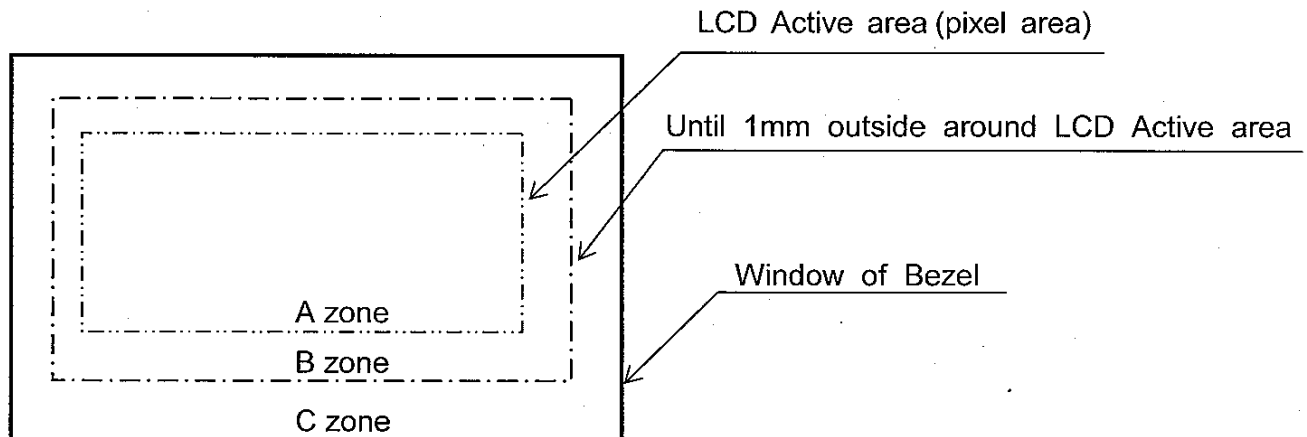 LCD Active area (pixel area)
Until 1mm outside around LCD Active area
Window of Bezel
A zone
B zone
C zone